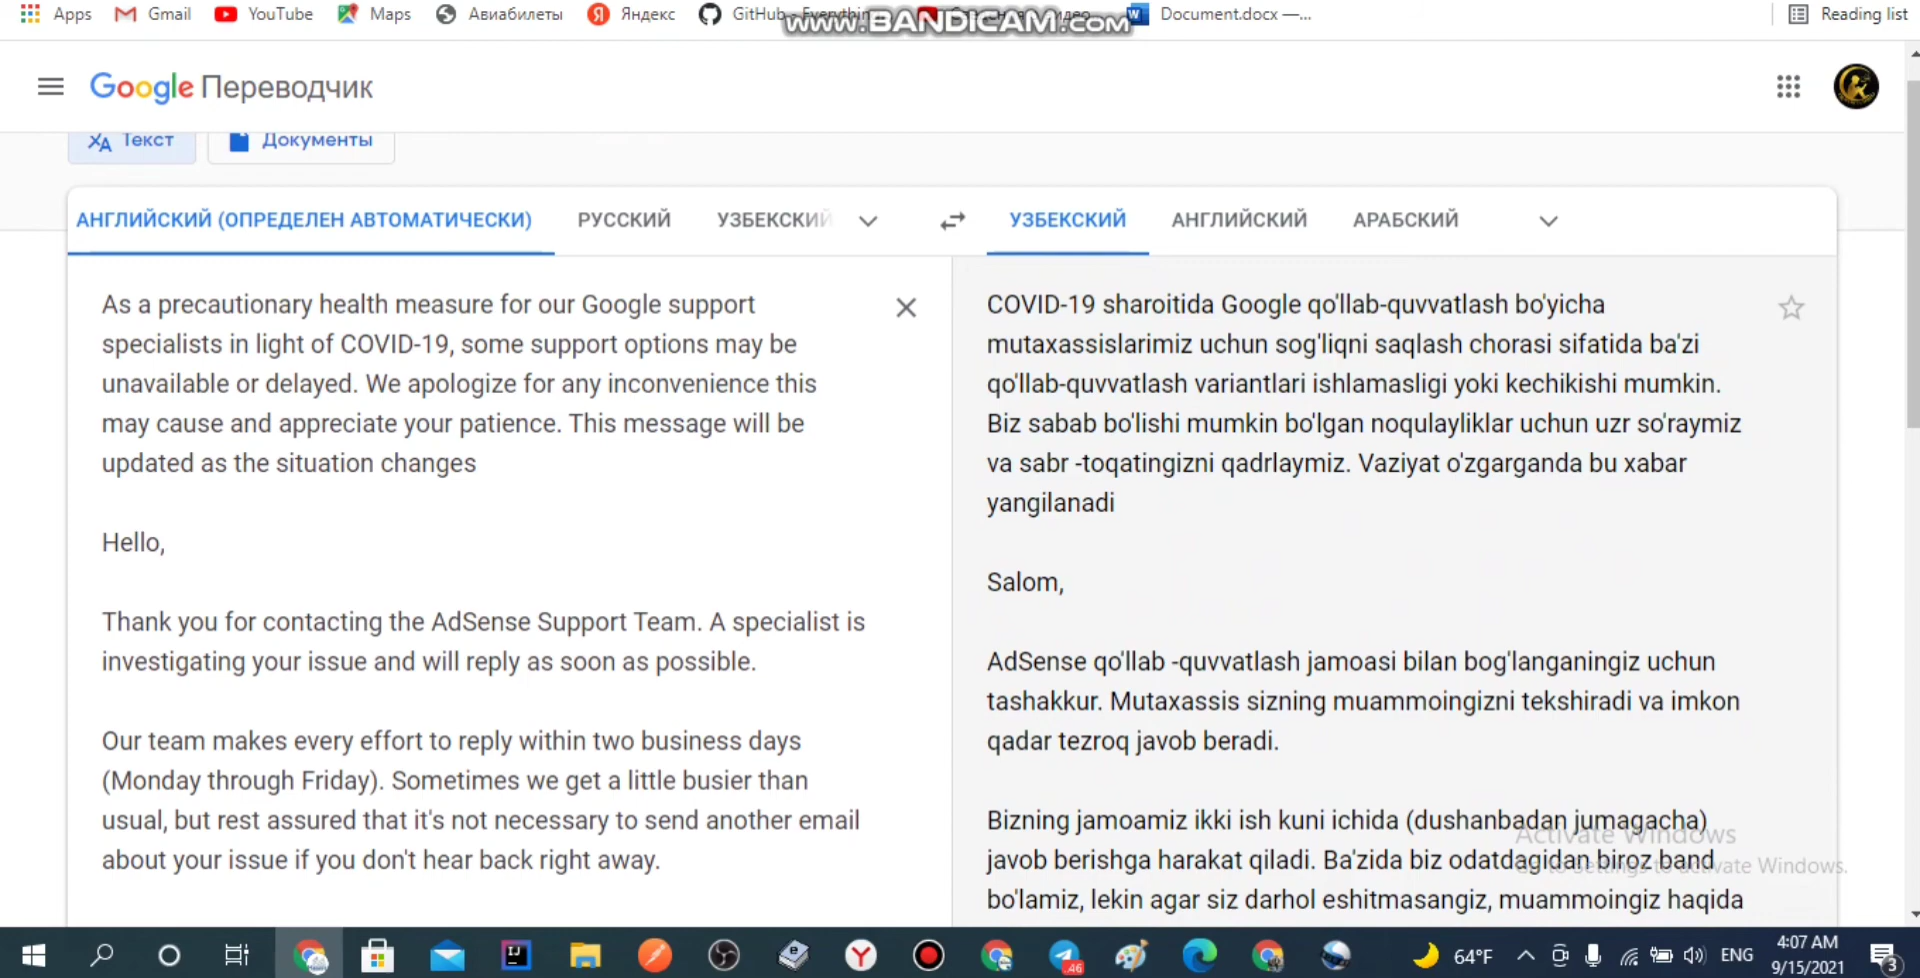 Apps Gmail YouTube Maps Авиабилеты Яндекс GitHub - Everythin Document.docx —... Reading list
www.BANDICAM.com
Google Переводчик
Текст Документы
АНГЛИЙСКИЙ (ОПРЕДЕЛЕН АВТОМАТИЧЕСКИ) РУССКИЙ УЗБЕКСКИЙ УЗБЕКСКИЙ АНГЛИЙСКИЙ АРАБСКИЙ
As a precautionary health measure for our Google support
specialists in light of COVID-19, some support options may be
unavailable or delayed. We apologize for any inconvenience this
may cause and appreciate your patience. This message will be
updated as the situation changes
Hello,
Thank you for contacting the AdSense Support Team. A specialist is
investigating your issue and will reply as soon as possible.
Our team makes every effort to reply within two business days
(Monday through Friday). Sometimes we get a little busier than
usual, but rest assured that it's not necessary to send another email
about your issue if you don't hear back right away.
COVID-19 sharoitida Google qo'llab-quvvatlash bo'yicha
mutaxassislarimiz uchun sog'liqni saqlash chorasi sifatida ba'zi
qo'llab-quvvatlash variantlari ishlamasligi yoki kechikishi mumkin.
Biz sabab bo'lishi mumkin bo'lgan noqulayliklar uchun uzr so'raymiz
va sabr -toqatingizni qadrlaymiz. Vaziyat o'zgarganda bu xabar
yangilanadi
Salom,
AdSense qo'llab -quvvatlash jamoasi bilan bog'langaningiz uchun
tashakkur. Mutaxassis sizning muammoingizni tekshiradi va imkon
qadar tezroq javob beradi.
Bizning jamoamiz ikki ish kuni ichida (dushanbadan jumagacha)
javob berishga harakat qiladi. Ba'zida biz odatdagidan biroz band
bo'lamiz, lekin agar siz darhol eshitmasangiz, muammoingiz haqida
Activate Windows
Go to Settings to activate Windows.
64°F ENG 4:07 AM
9/15/2021
46
3